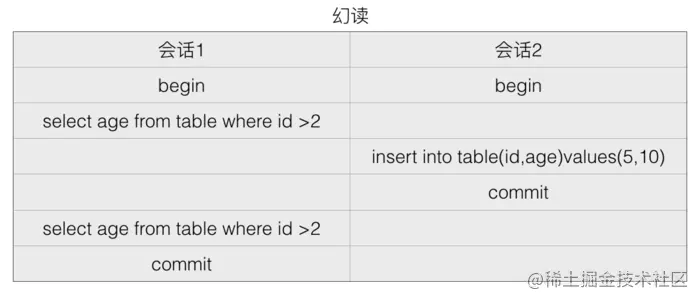 幻读
会话1 会话2
begin begin
select age from table where id >2
insert into table(id,age)values(5,10)
commit
select age from table where id >2
commit
@稀土掘金技术社区